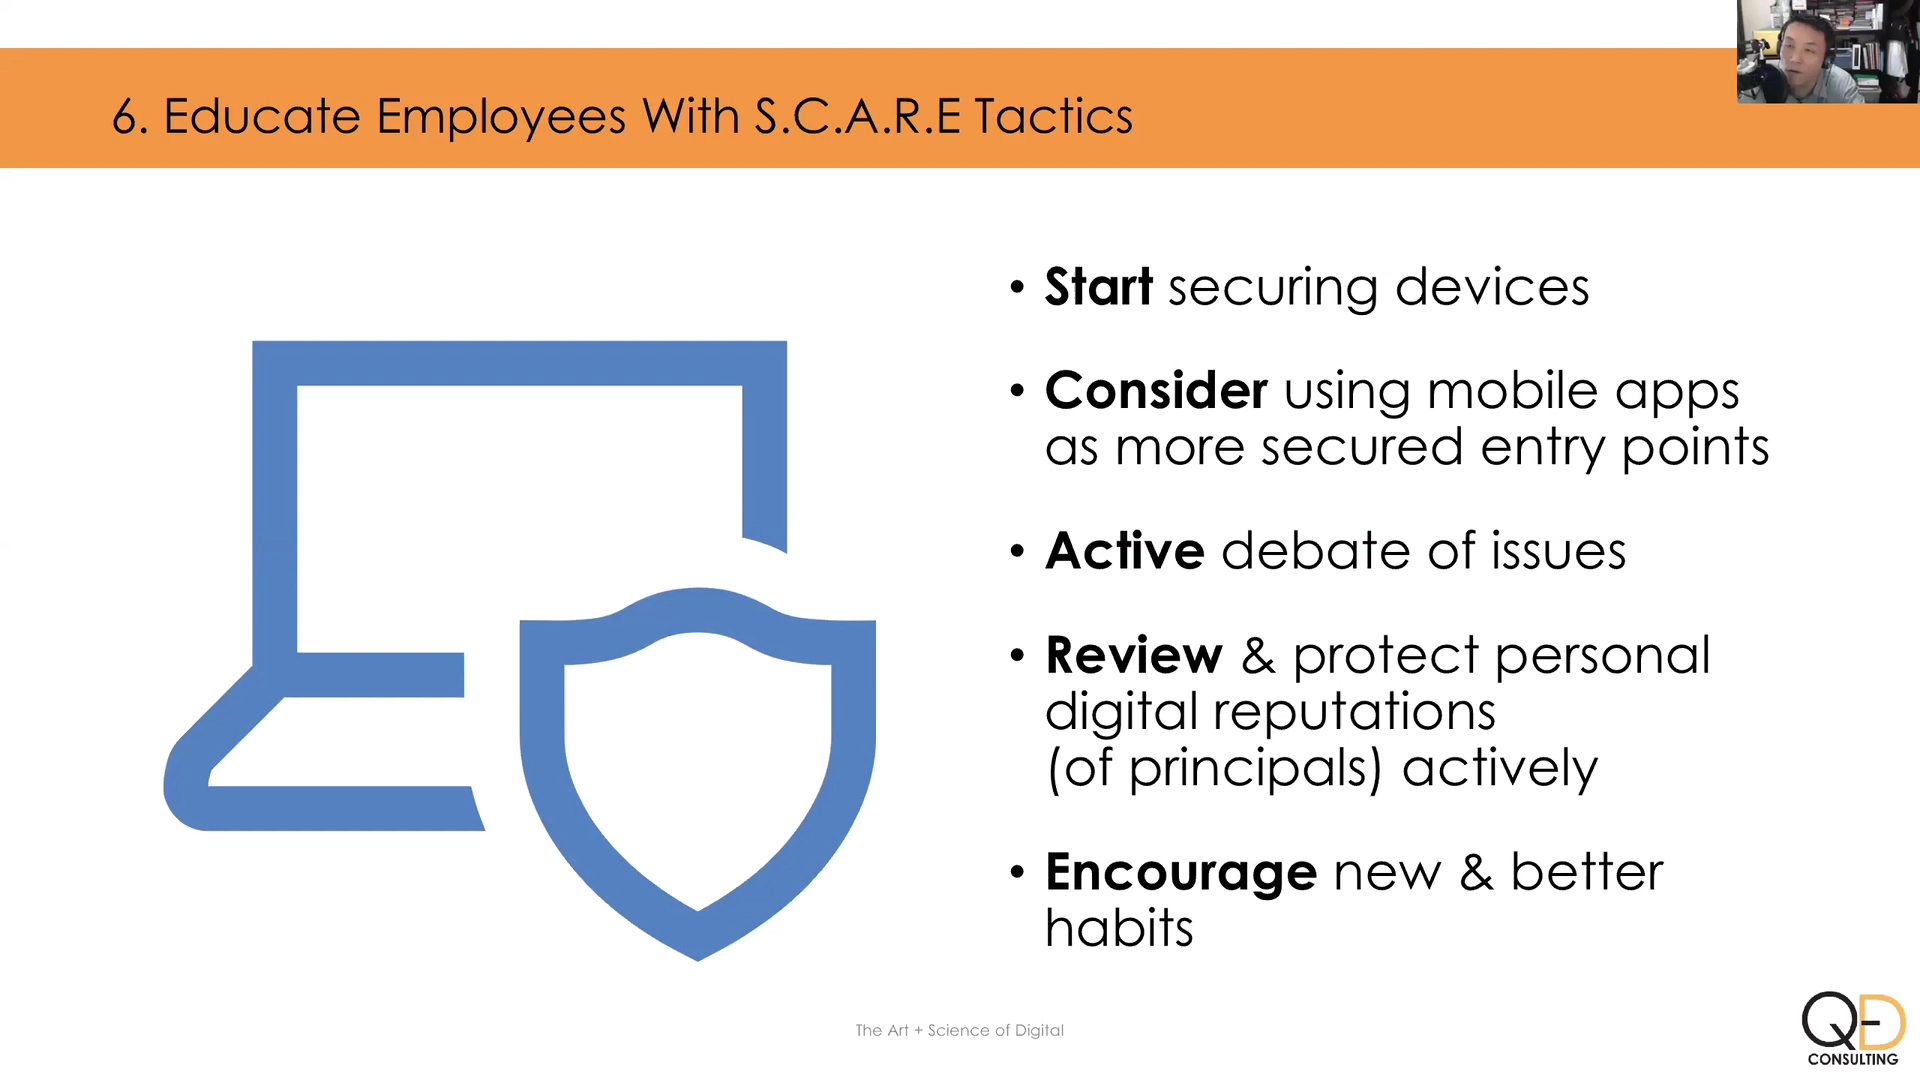 6. Educate Employees With S.C.A.R.E Tactics
• Start securing devices
• Consider using mobile apps
as more secured entry points
• Active debate of issues
• Review & protect personal
digital reputations
(of principals) actively
• Encourage new & better
habits
The Art + Science of Digital
QED
CONSULTING